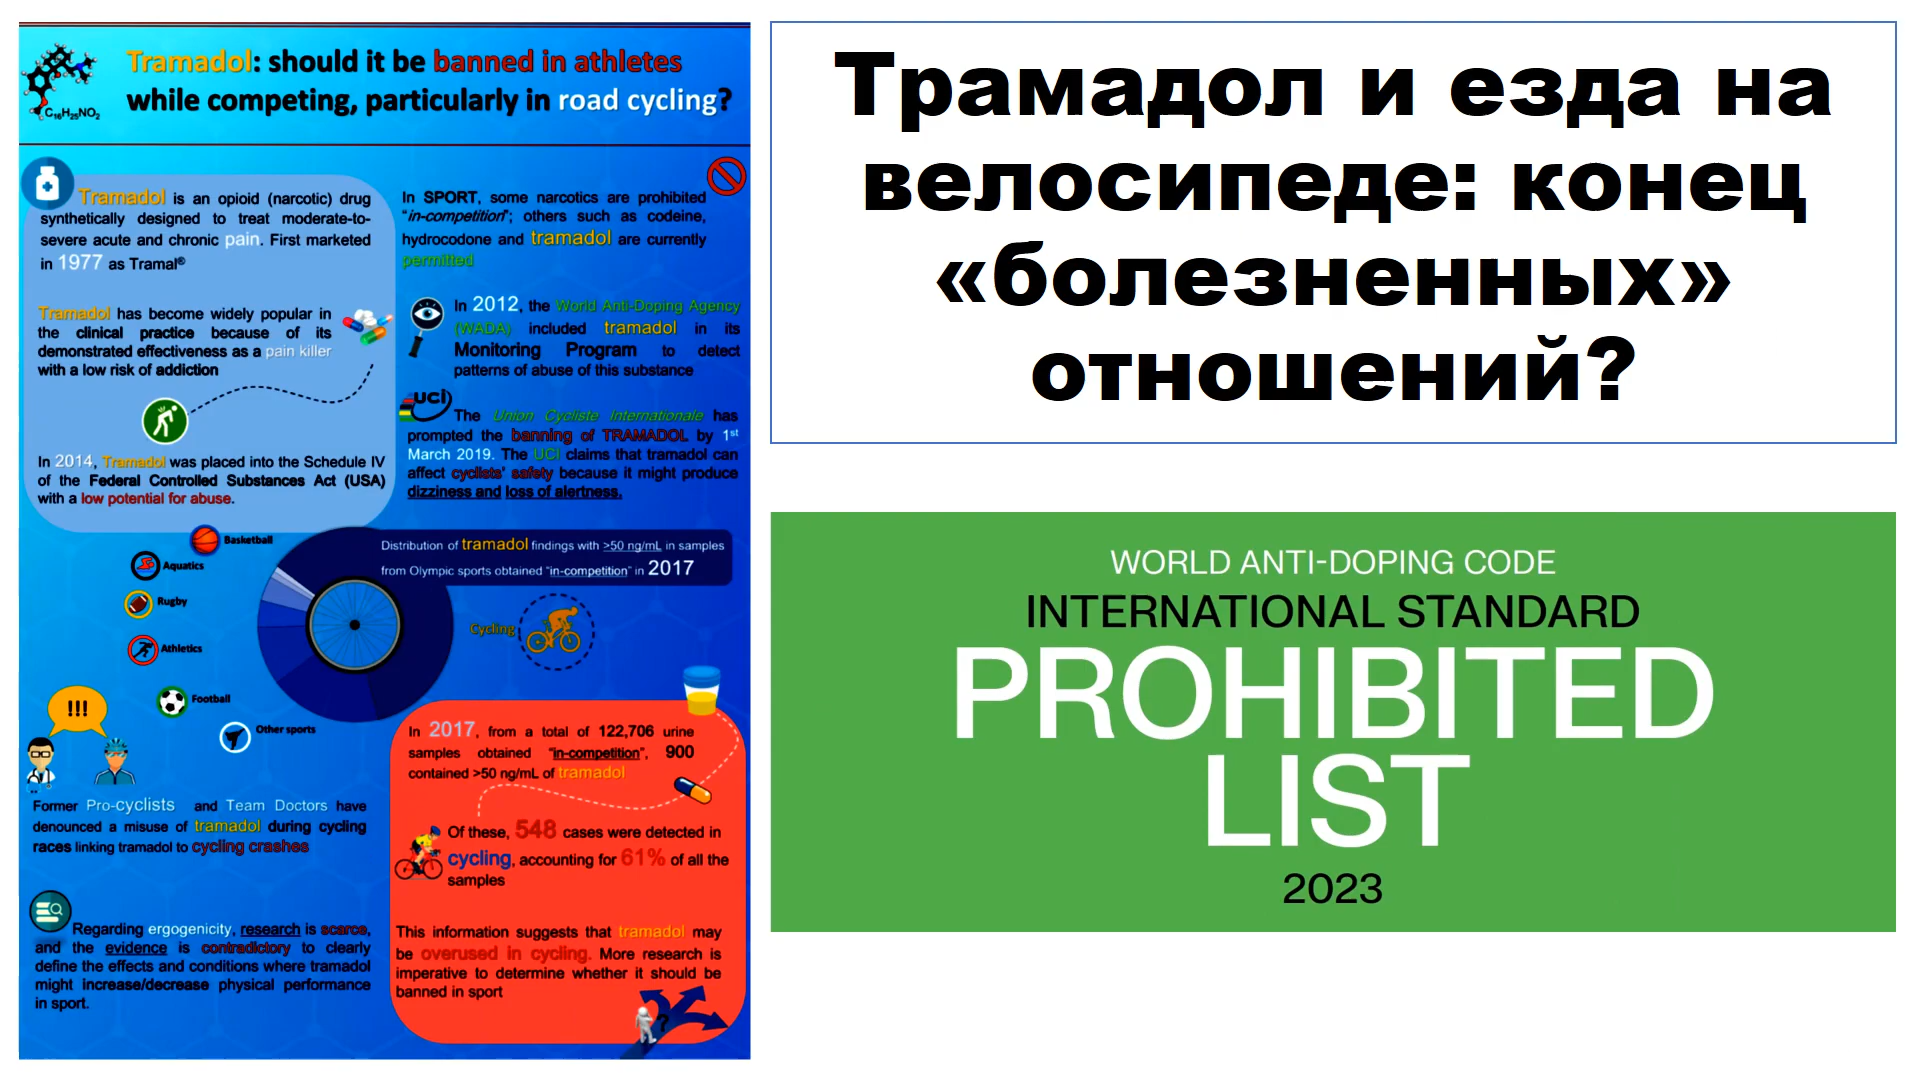 Tramadol: should it be banned in athletes
while competing, particularly in road cycling?
C16H25NO2
Tramadol is an opioid (narcotic) drug
synthetically designed to treat moderate-to-
severe acute and chronic pain. First marketed
in 1977 as Tramal®
Tramadol has become widely popular in
the clinical practice because of its
demonstrated effectiveness as a pain killer
with a low risk of addiction
In 2014, Tramadol was placed into the Schedule IV
of the Federal Controlled Substances Act (USA)
with a low potential for abuse.
In SPORT, some narcotics are prohibited
“in-competition”; others such as codeine,
hydrocodone and tramadol are currently
permitted
In 2012, the World Anti-Doping Agency
(WADA) included tramadol in its
Monitoring Program to detect
patterns of abuse of this substance
UCI
The Union Cycliste Internationale has
prompted the banning of TRAMADOL by 1st
March 2019. The UCI claims that tramadol can
affect cyclists' safety because it might produce
dizziness and loss of alertness.
Basketball
Aquatics
Rugby
Athletics
Football
Other sports
Distribution of tramadol findings with >50 ng/mL in samples
from Olympic sports obtained “in-competition” in 2017
Cycling
!!!
Former Pro-cyclists and Team Doctors have
denounced a misuse of tramadol during cycling
races linking tramadol to cycling crashes
Regarding ergogenicity, research is scarce,
and the evidence is contradictory to clearly
define the effects and conditions where tramadol
might increase/decrease physical performance
in sport.
In 2017, from a total of 122,706 urine
samples obtained “in-competition”, 900
contained >50 ng/mL of tramadol
Of these, 548 cases were detected in
cycling, accounting for 61% of all the
samples
This information suggests that tramadol may
be overused in cycling. More research is
imperative to determine whether it should be
banned in sport
?
Трамадол и езда на
велосипеде: конец
«болезненных»
отношений?
WORLD ANTI-DOPING CODE
INTERNATIONAL STANDARD
PROHIBITED
LIST
2023